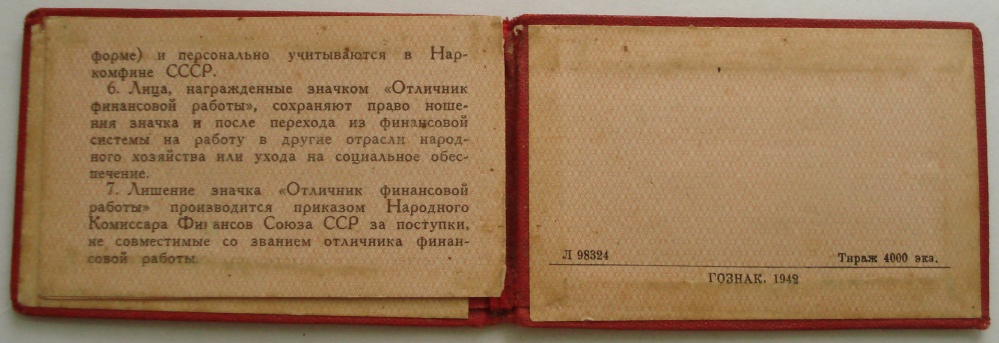 форме) и персонально учитываются в Нар-
комфине СССР.
6. Лица, награжденные значком «Отличник
финансовой работы», сохраняют право ноше-
ния значка и после перехода из финансовой
системы на работу в другие отрасли народ-
ного хозяйства или ухода на социальное обес-
печение.
7. Лишение значка «Отличник финансовой
работы» производится приказом Народного
Комиссара Финансов Союза ССР за поступки,
не совместимые со званием отличника финан-
совой работы.
Л 98324
Тираж 4000 экз.
ГОЗНАК. 1942